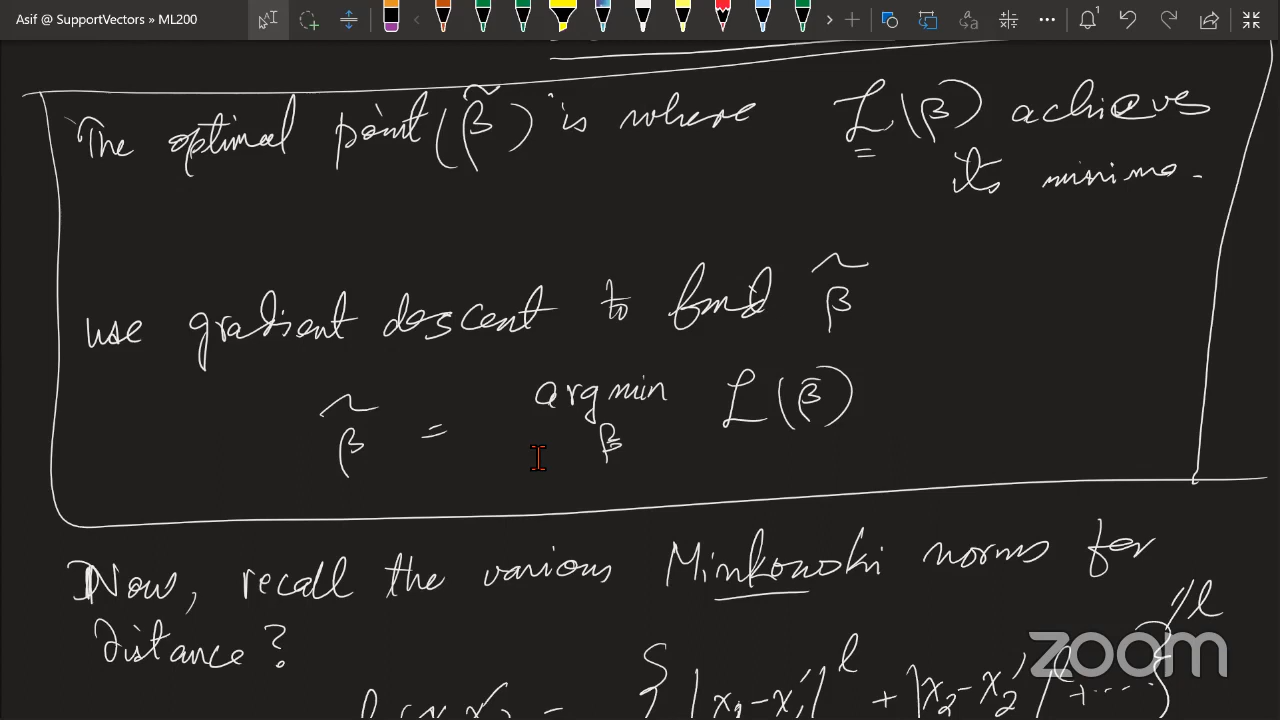 Asif @ SupportVectors » ML200
The optimal point (β̃) is where ℒ(β) achieves
its minima.
use gradient descent to find β̃
β̃ = arg min ℒ(β)
β
Now, recall the various Minkowski norms for
distance?
{ |x₁-x₁'|^l + |x₂-x₂'|^l + ... }^1/l
zoom